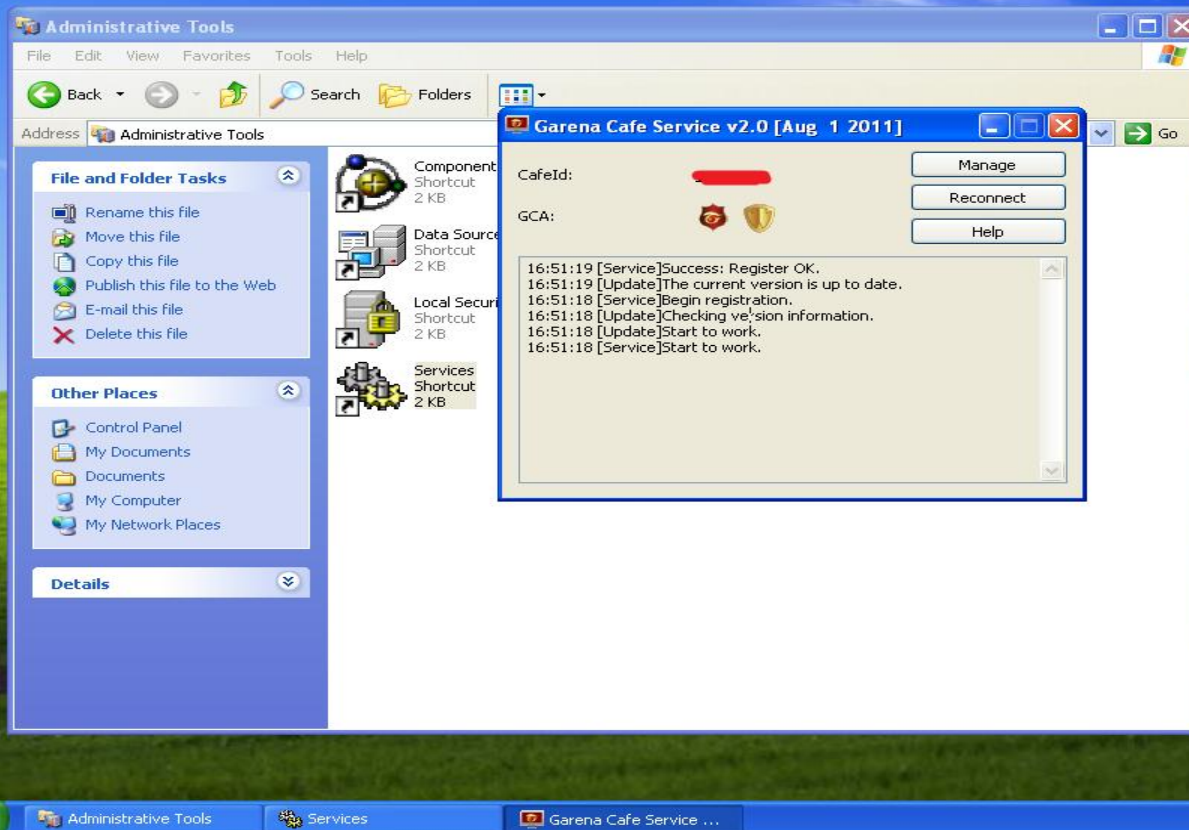 Administrative Tools
File Edit View Favorites Tools Help
Back Search Folders
Address Administrative Tools Go
File and Folder Tasks
Rename this file
Move this file
Copy this file
Publish this file to the Web
E-mail this file
Delete this file
Other Places
Control Panel
My Documents
Documents
My Computer
My Network Places
Details
Component
Shortcut
2 KB
Data Source
Shortcut
2 KB
Local Securi
Shortcut
2 KB
Services
Shortcut
2 KB
Garena Cafe Service v2.0 [Aug 1 2011]
CafeId:
GCA:
Manage
Reconnect
Help
16:51:19 [Service]Success: Register OK.
16:51:19 [Update]The current version is up to date.
16:51:18 [Service]Begin registration.
16:51:18 [Update]Checking version information.
16:51:18 [Update]Start to work.
16:51:18 [Service]Start to work.
Administrative Tools Services Garena Cafe Service ...